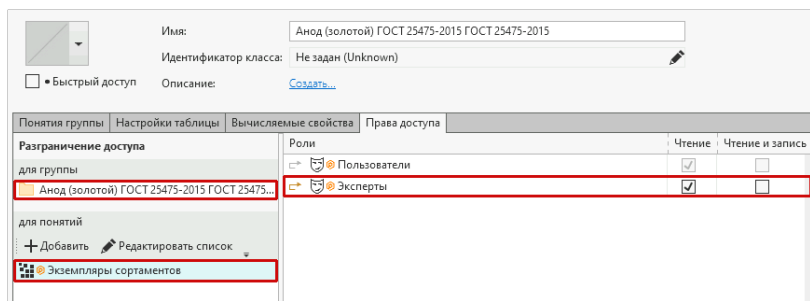 Имя:
Анод (золотой) ГОСТ 25475-2015 ГОСТ 25475-2015
Идентификатор класса:
Не задан (Unknown)
• Быстрый доступ
Описание:
Создать...
Понятия группы
Настройки таблицы
Вычисляемые свойства
Права доступа
Разграничение доступа
для группы
Анод (золотой) ГОСТ 25475-2015 ГОСТ 25475...
для понятий
Добавить
Редактировать список
Экземпляры сортаментов
Роли
Чтение
Чтение и запись
Пользователи
Эксперты